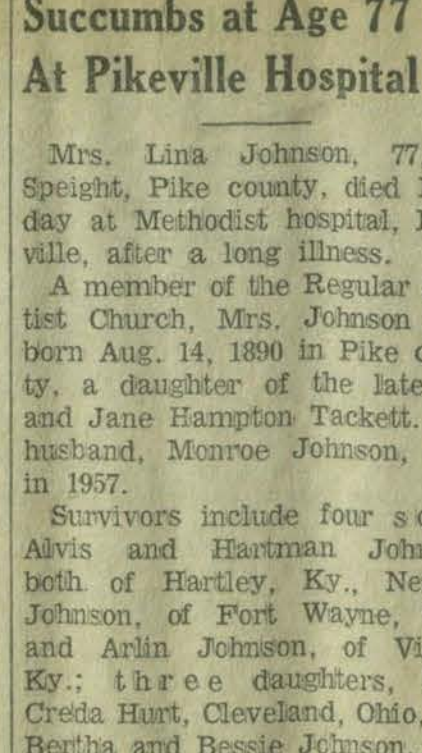 Succumbs at Age 77
At Pikeville Hospital
Mrs. Lina Johnson, 77,
Speight, Pike county, died
day at Methodist hospital,
ville, after a long illness.
A member of the Regular
tist Church, Mrs. Johnson
born Aug. 14, 1890 in Pike
ty, a daughter of the late
and Jane Hampton Tackett.
husband, Monroe Johnson,
in 1957.
Survivors include four
Alvis and Hartman
both of Hartley, Ky.,
Johnson, of Fort Wayne,
and Arlin Johnson, of
Ky.; three daughters,
Creda Hurt, Cleveland, Ohio,
Bertha and Bessie Johnson,